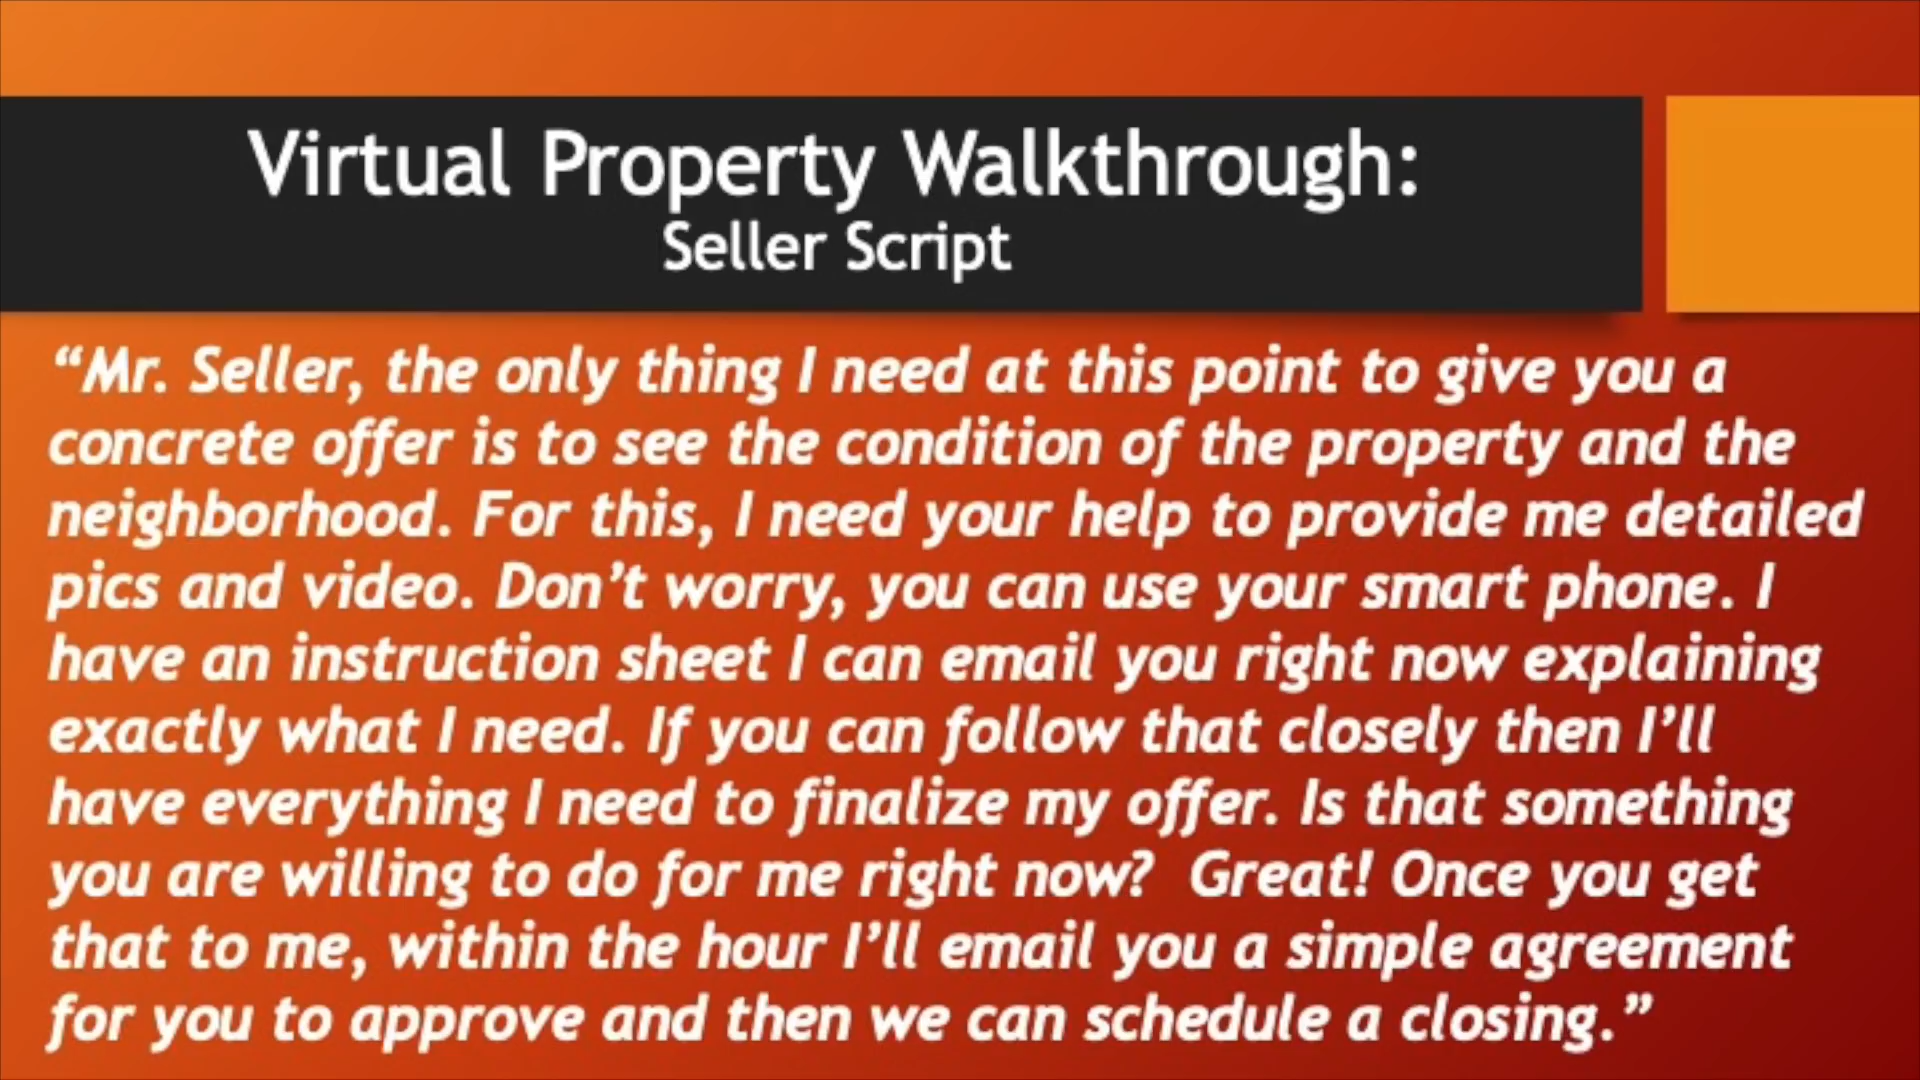 Virtual Property Walkthrough:
Seller Script
“Mr. Seller, the only thing I need at this point to give you a
concrete offer is to see the condition of the property and the
neighborhood. For this, I need your help to provide me detailed
pics and video. Don’t worry, you can use your smart phone. I
have an instruction sheet I can email you right now explaining
exactly what I need. If you can follow that closely then I’ll
have everything I need to finalize my offer. Is that something
you are willing to do for me right now?  Great! Once you get
that to me, within the hour I’ll email you a simple agreement
for you to approve and then we can schedule a closing.”